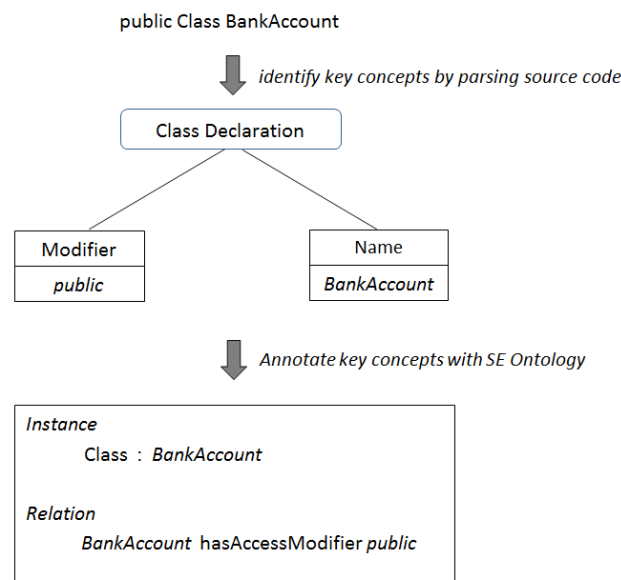 public Class BankAccount
identify key concepts by parsing source code
Class Declaration
Modifier
public
Name
BankAccount
Annotate key concepts with SE Ontology
Instance
Class : BankAccount
Relation
BankAccount hasAccessModifier public